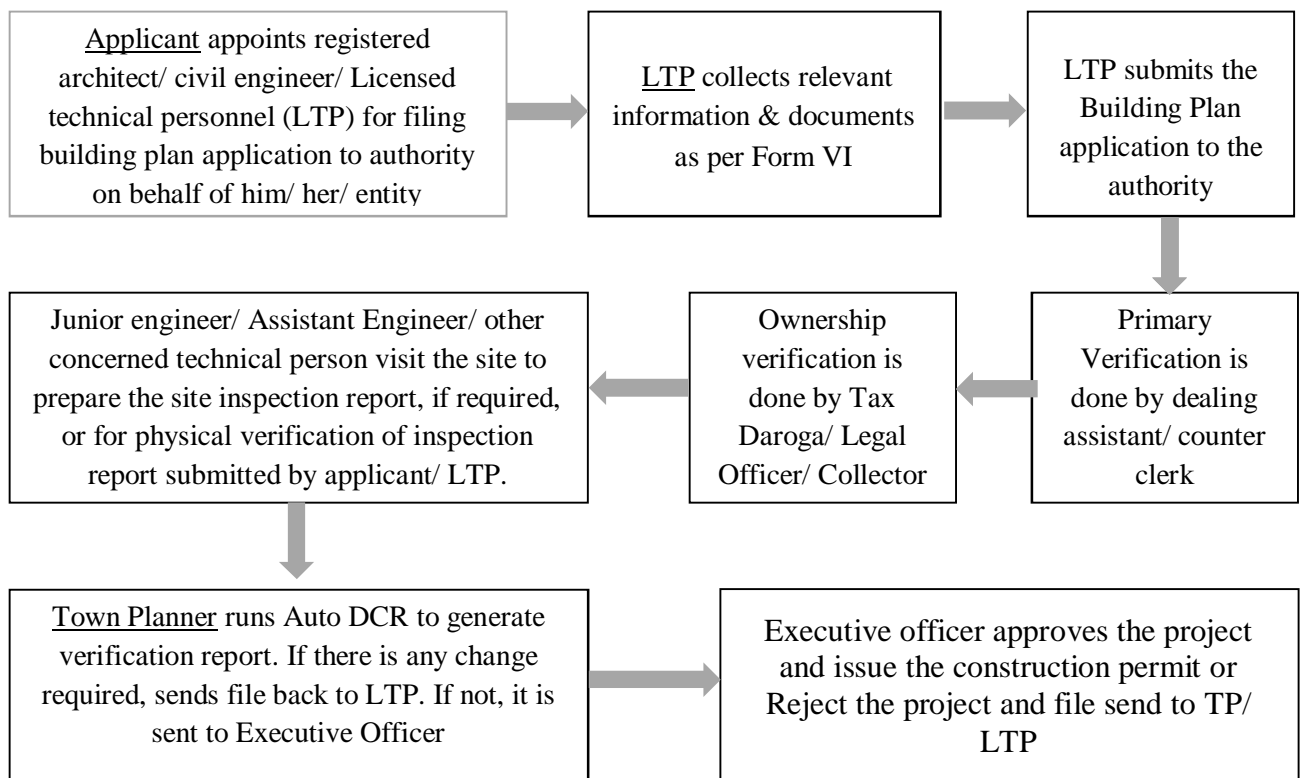 Applicant appoints registered
architect/ civil engineer/ Licensed
technical personnel (LTP) for filing
building plan application to authority
on behalf of him/ her/ entity
LTP collects relevant
information & documents
as per Form VI
LTP submits the
Building Plan
application to the
authority
Primary
Verification is
done by dealing
assistant/ counter
clerk
Ownership
verification is
done by Tax
Daroga/ Legal
Officer/ Collector
Junior engineer/ Assistant Engineer/ other
concerned technical person visit the site to
prepare the site inspection report, if required,
or for physical verification of inspection
report submitted by applicant/ LTP.
Town Planner runs Auto DCR to generate
verification report. If there is any change
required, sends file back to LTP. If not, it is
sent to Executive Officer
Executive officer approves the project
and issue the construction permit or
Reject the project and file send to TP/
LTP